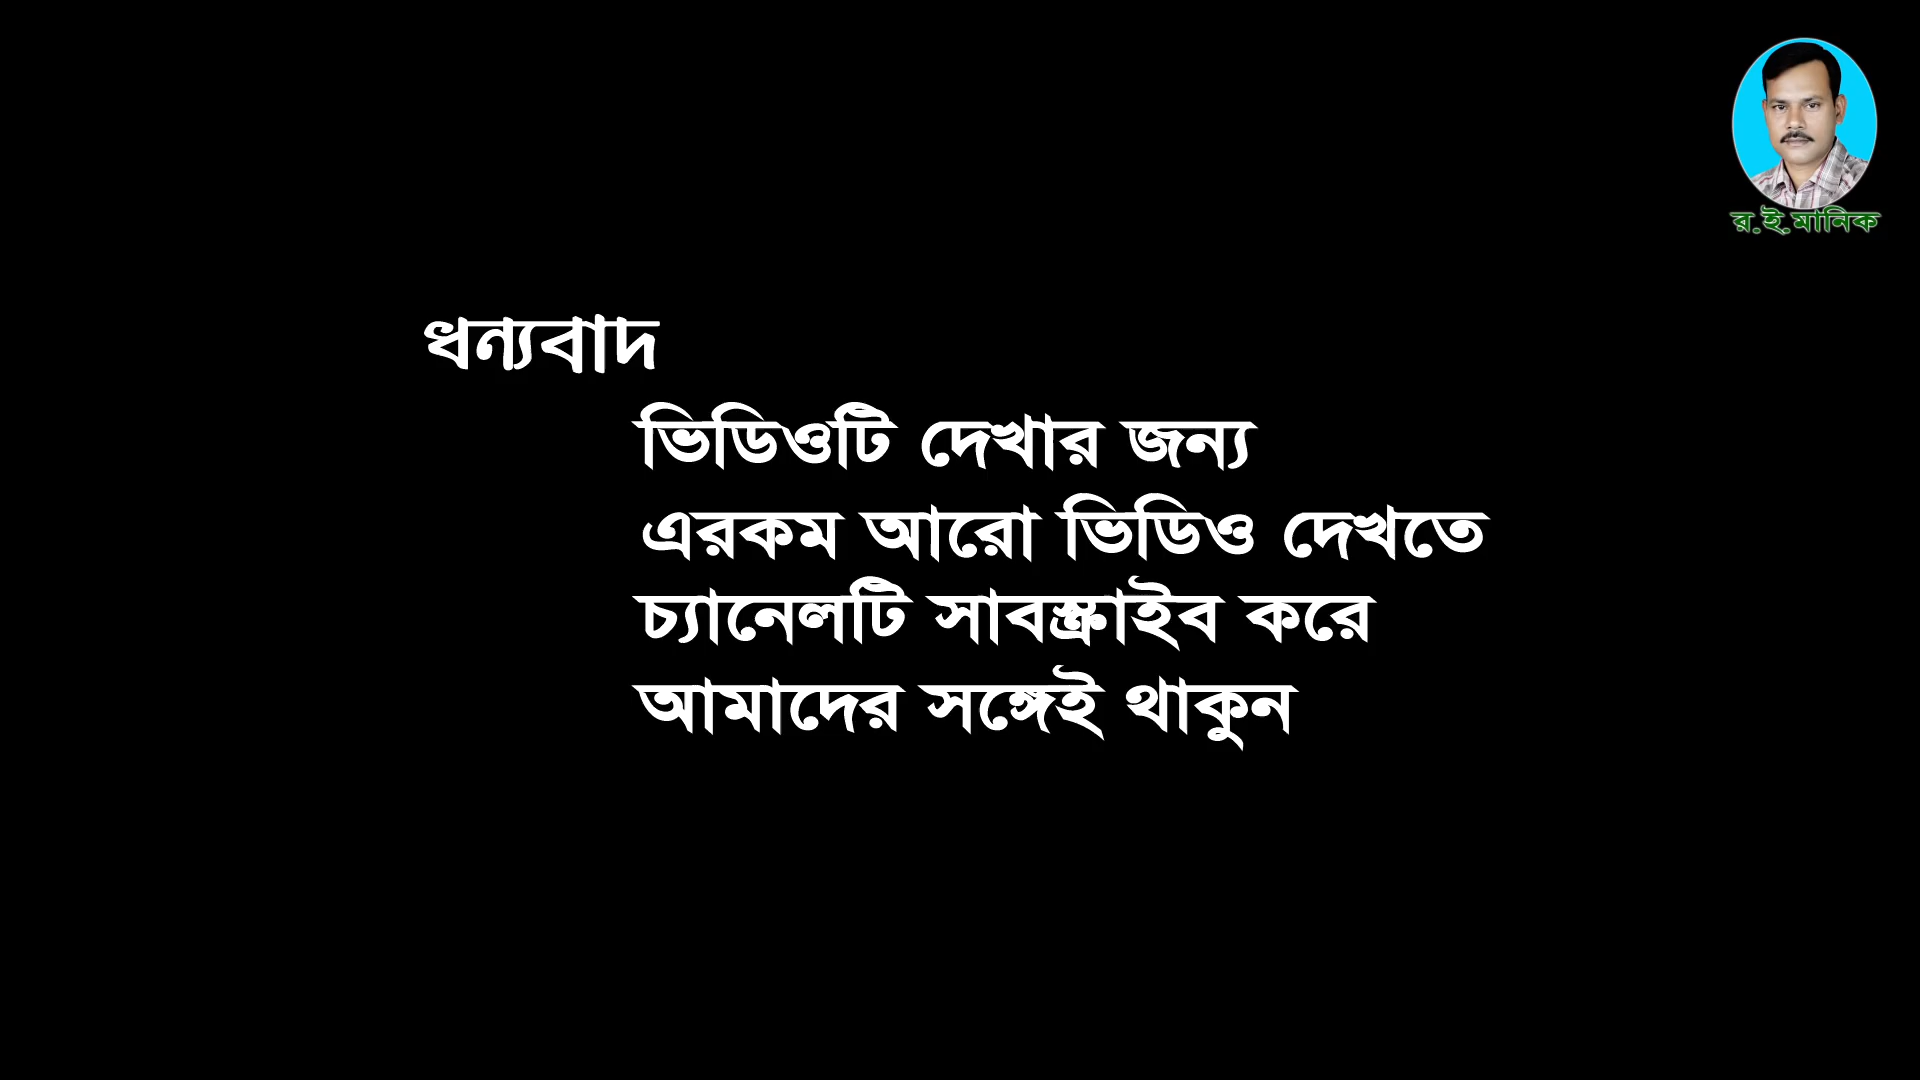 র.ই.মানিক
ধন্যবাদ
ভিডিওটি দেখার জন্য
এরকম আরো ভিডিও দেখতে
চ্যানেলটি সাবস্ক্রাইব করে
আমাদের সঙ্গেই থাকুন